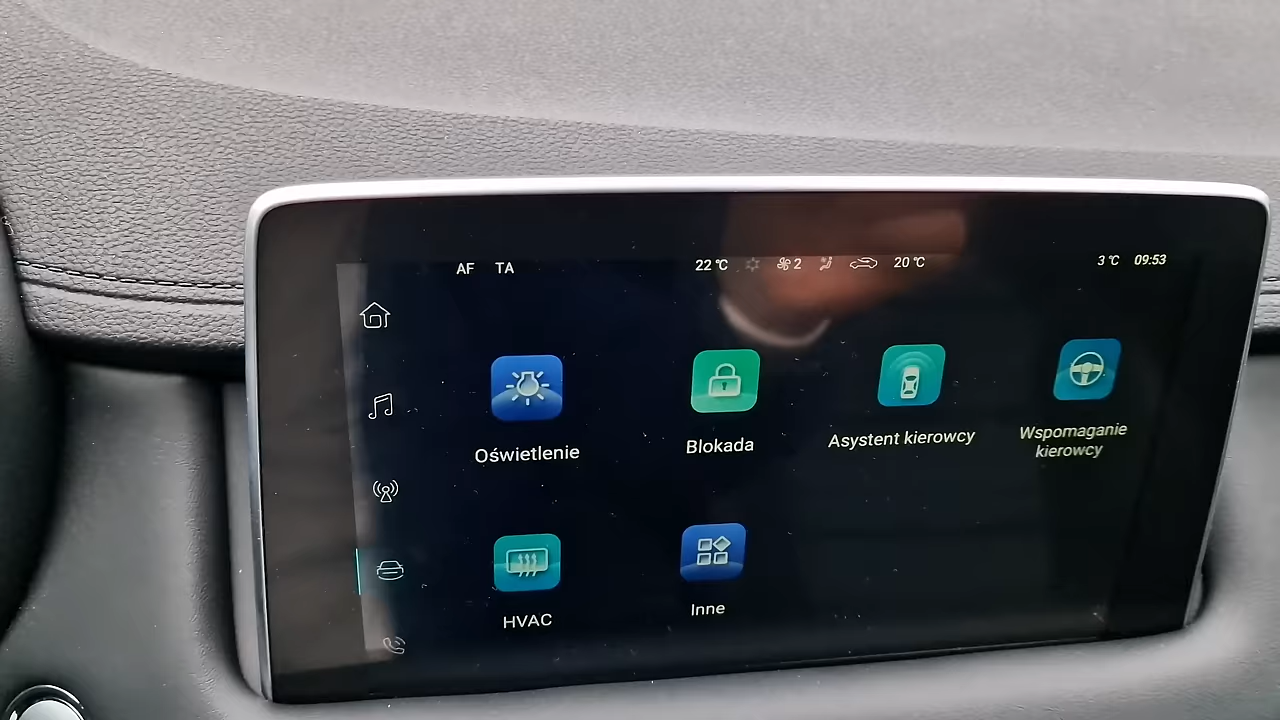 AF TA 22 °C 2 20 °C 3 °C 09:53
Oświetlenie
Blokada
Asystent kierowcy
Wspomaganie
kierowcy
HVAC
Inne